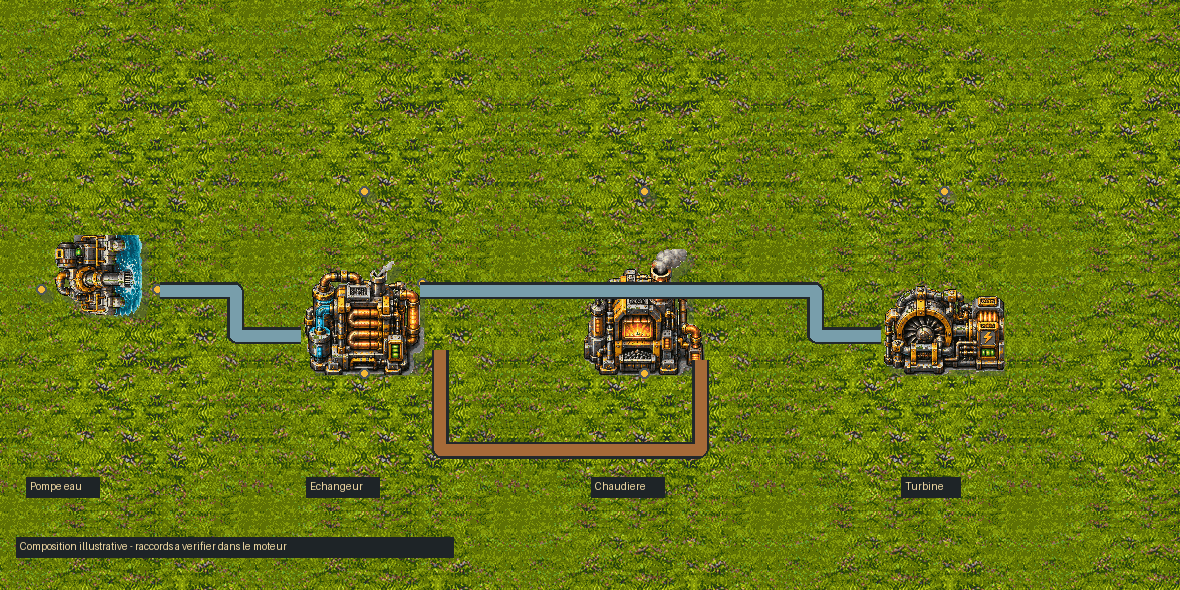 Pompe eau
Echangeur
Chaudiere
Turbine
Composition illustrative - raccords a verifier dans le moteur